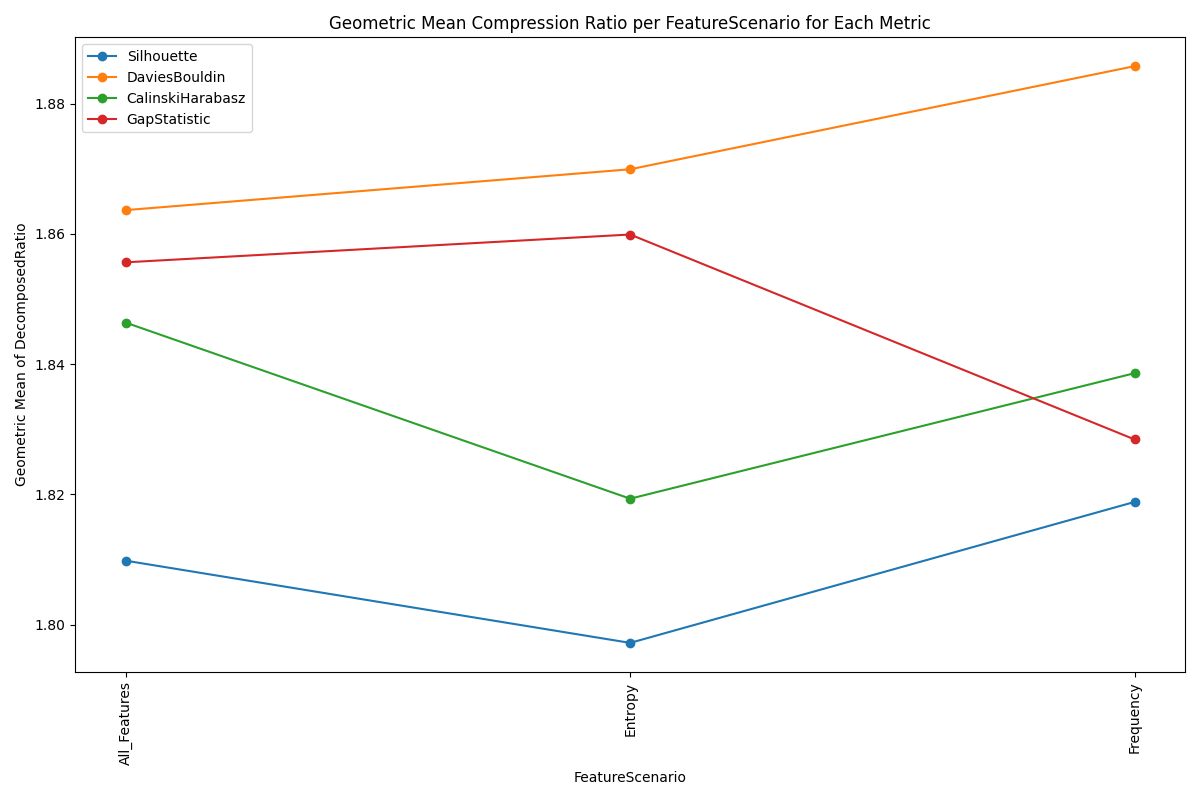 Geometric Mean Compression Ratio per FeatureScenario for Each Metric
Silhouette
DaviesBouldin
CalinskiHarabasz
GapStatistic
1.88
1.86
1.84
1.82
1.80
Geometric Mean of DecomposedRatio
All_Features
Entropy
Frequency
FeatureScenario